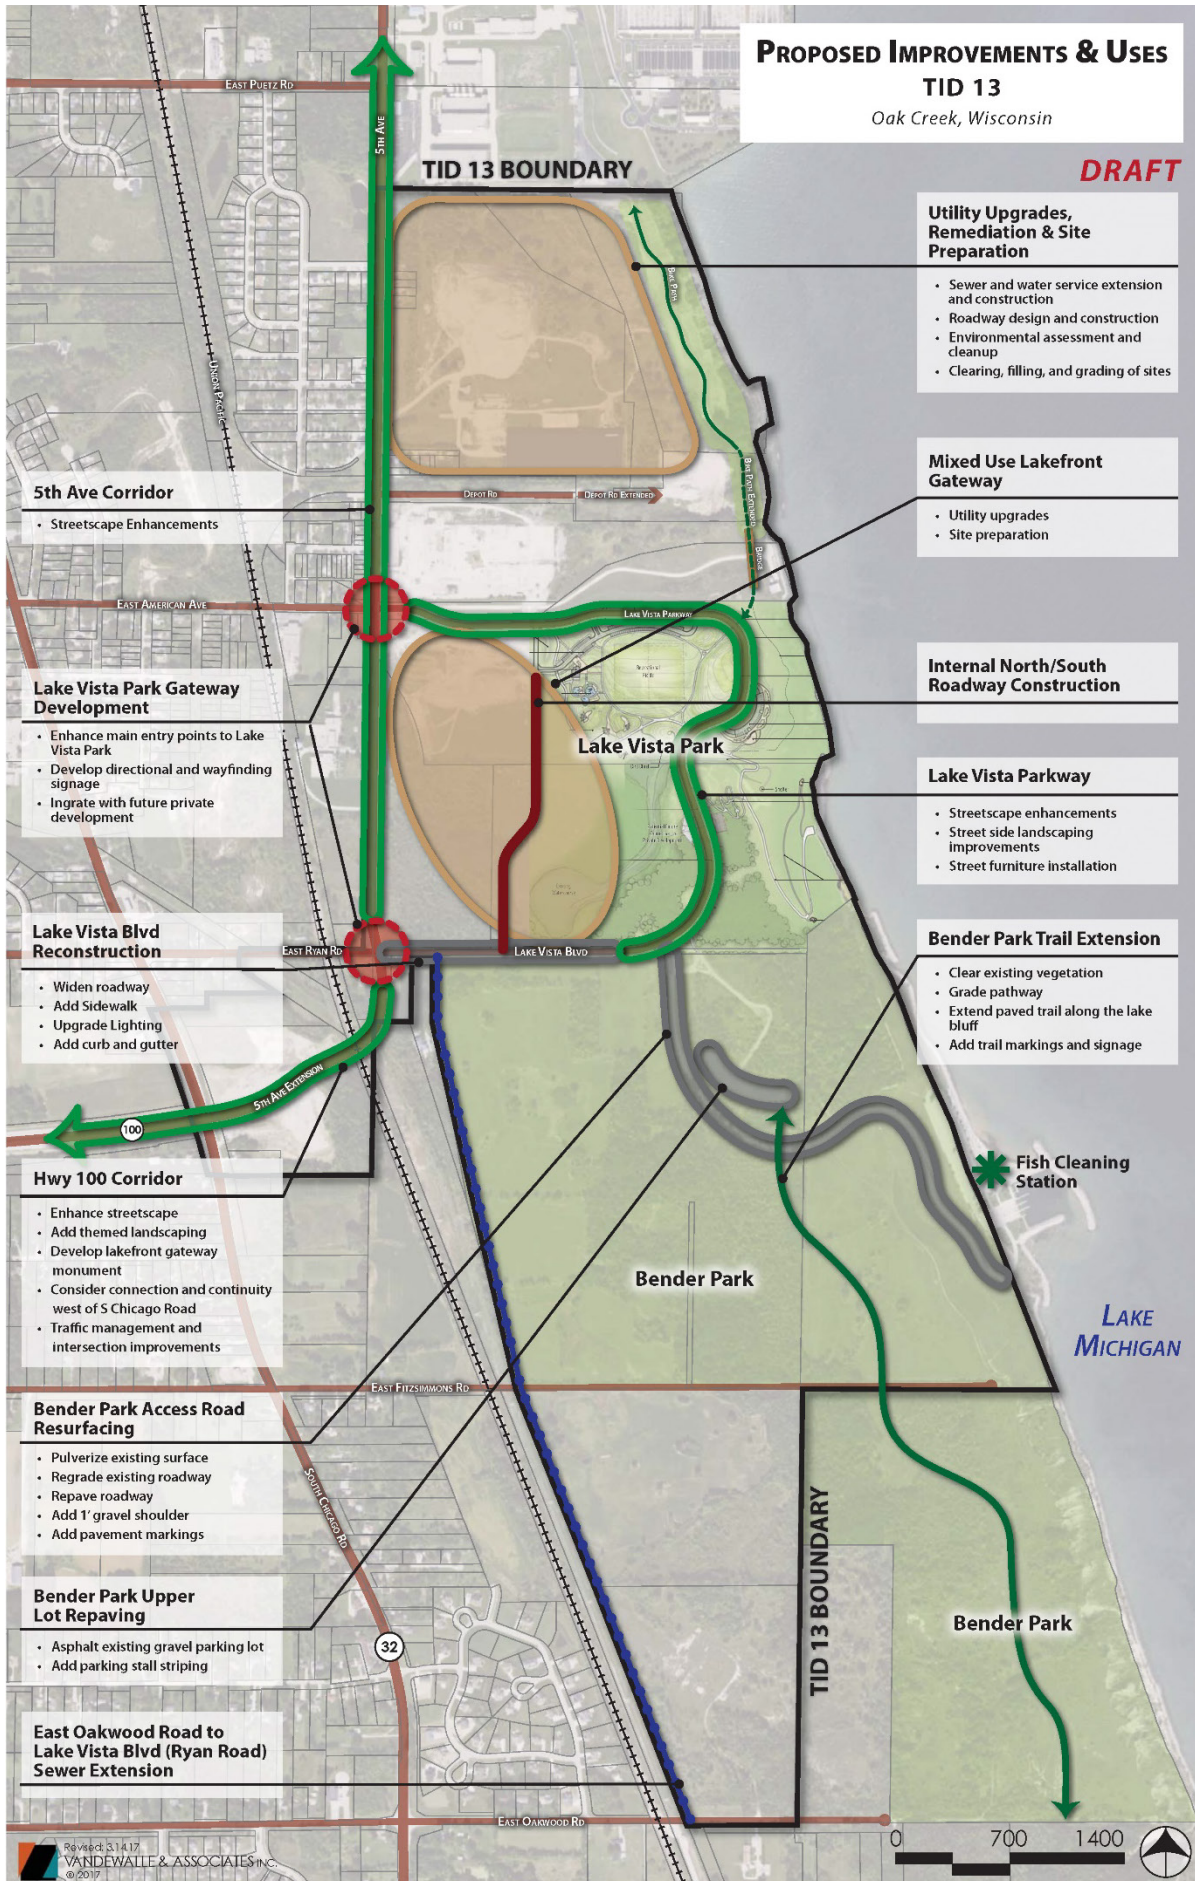 PROPOSED IMPROVEMENTS & USES
TID 13
Oak Creek, Wisconsin
DRAFT
EAST PUETZ RD
5TH AVE
TID 13 BOUNDARY
UNION PACIFIC
BIKE PATH
BIKE PATH EXTENDED
BRIDGE
DEPOT RD
DEPOT RD EXTENDED
EAST AMERICAN AVE
LAKE VISTA PARKWAY
Lake Vista Park
EAST RYAN RD
LAKE VISTA BLVD
5TH AVE EXTENSION
100
Fish Cleaning
Station
Bender Park
LAKE
MICHIGAN
EAST FITZSIMMONS RD
SOUTH CHICAGO RD
32
TID 13 BOUNDARY
Bender Park
EAST OAKWOOD RD
Utility Upgrades,
Remediation & Site
Preparation
• Sewer and water service extension
and construction
• Roadway design and construction
• Environmental assessment and
cleanup
• Clearing, filling, and grading of sites
Mixed Use Lakefront
Gateway
• Utility upgrades
• Site preparation
Internal North/South
Roadway Construction
Lake Vista Parkway
• Streetscape enhancements
• Street side landscaping
improvements
• Street furniture installation
Bender Park Trail Extension
• Clear existing vegetation
• Grade pathway
• Extend paved trail along the lake
bluff
• Add trail markings and signage
5th Ave Corridor
• Streetscape Enhancements
Lake Vista Park Gateway
Development
• Enhance main entry points to Lake
Vista Park
• Develop directional and wayfinding
signage
• Ingrate with future private
development
Lake Vista Blvd
Reconstruction
• Widen roadway
• Add Sidewalk
• Upgrade Lighting
• Add curb and gutter
Hwy 100 Corridor
• Enhance streetscape
• Add themed landscaping
• Develop lakefront gateway
monument
• Consider connection and continuity
west of S Chicago Road
• Traffic management and
intersection improvements
Bender Park Access Road
Resurfacing
• Pulverize existing surface
• Regrade existing roadway
• Repave roadway
• Add 1' gravel shoulder
• Add pavement markings
Bender Park Upper
Lot Repaving
• Asphalt existing gravel parking lot
• Add parking stall striping
East Oakwood Road to
Lake Vista Blvd (Ryan Road)
Sewer Extension
Revised: 3.14.17
VANDEWALLE & ASSOCIATES INC.
© 2017
0 700 1400